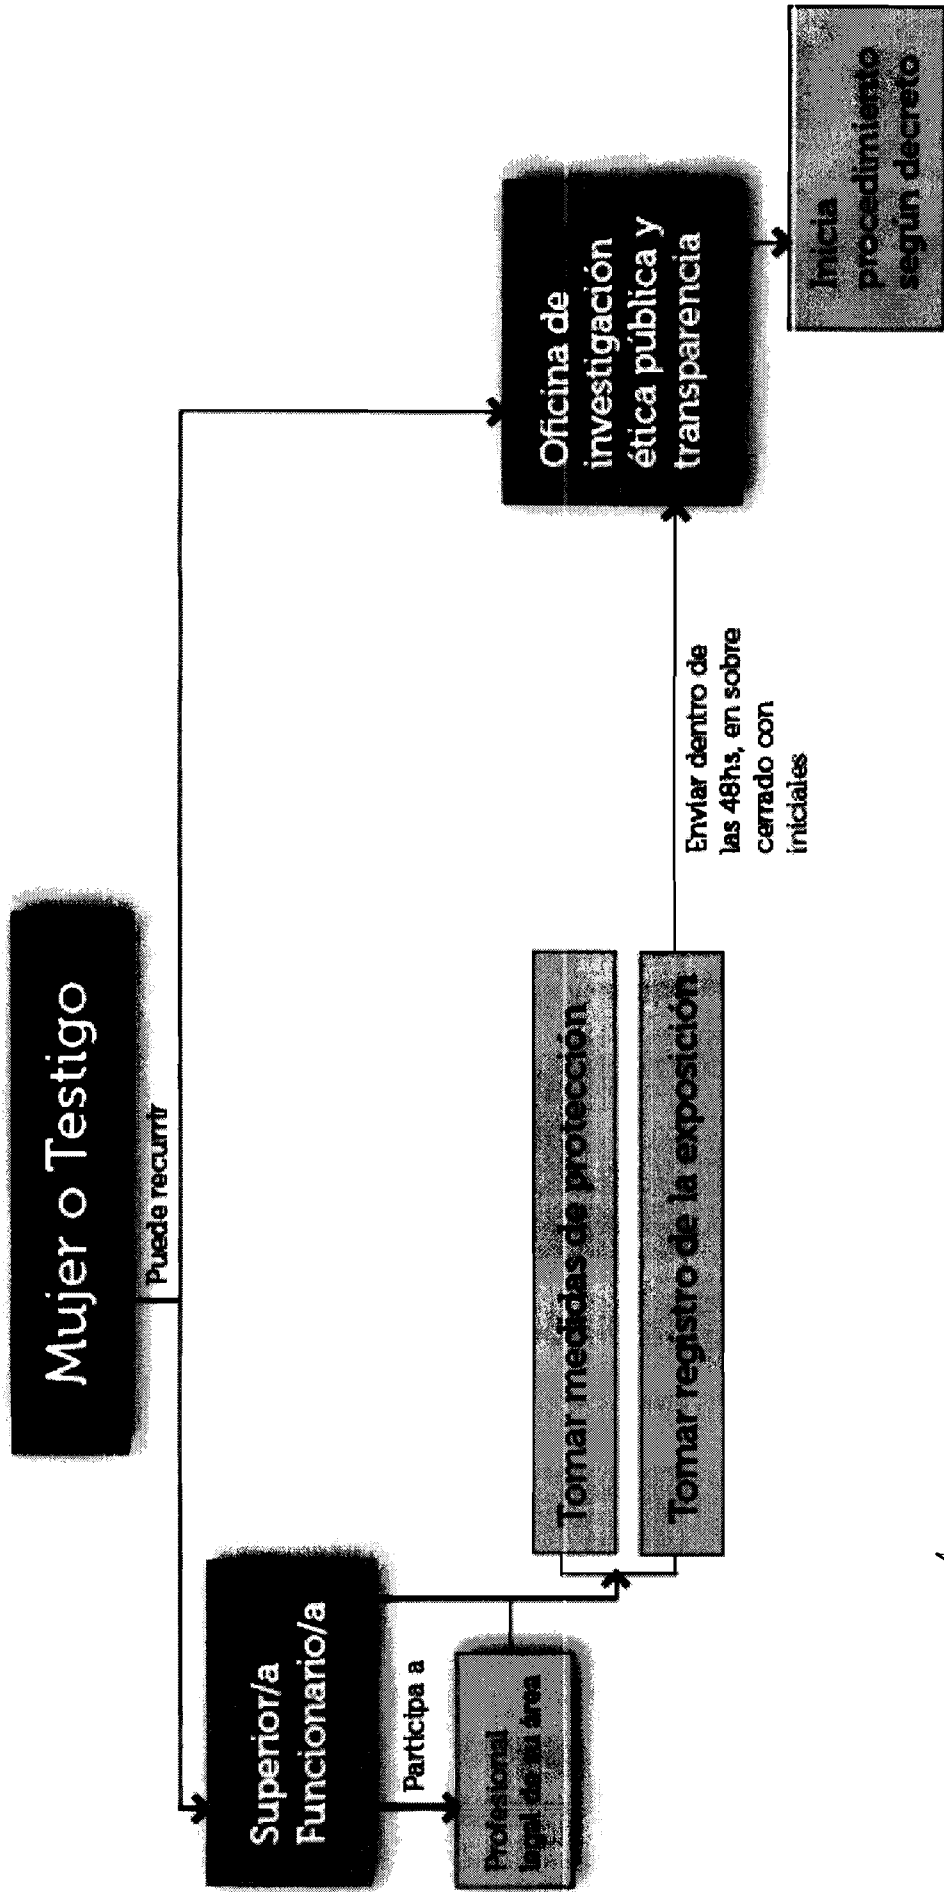 Mujer o Testigo
Puede recurrir
Superior/a
Funcionario/a
Participa a
Profesional
legal de su área
Tomar medidas de protección
Tomar registro de la exposición
Enviar dentro de
las 48hs, en sobre
cerrado con
iniciales
Oficina de
investigación
ética pública y
transparencia
Inicia
procedimiento
según decreto